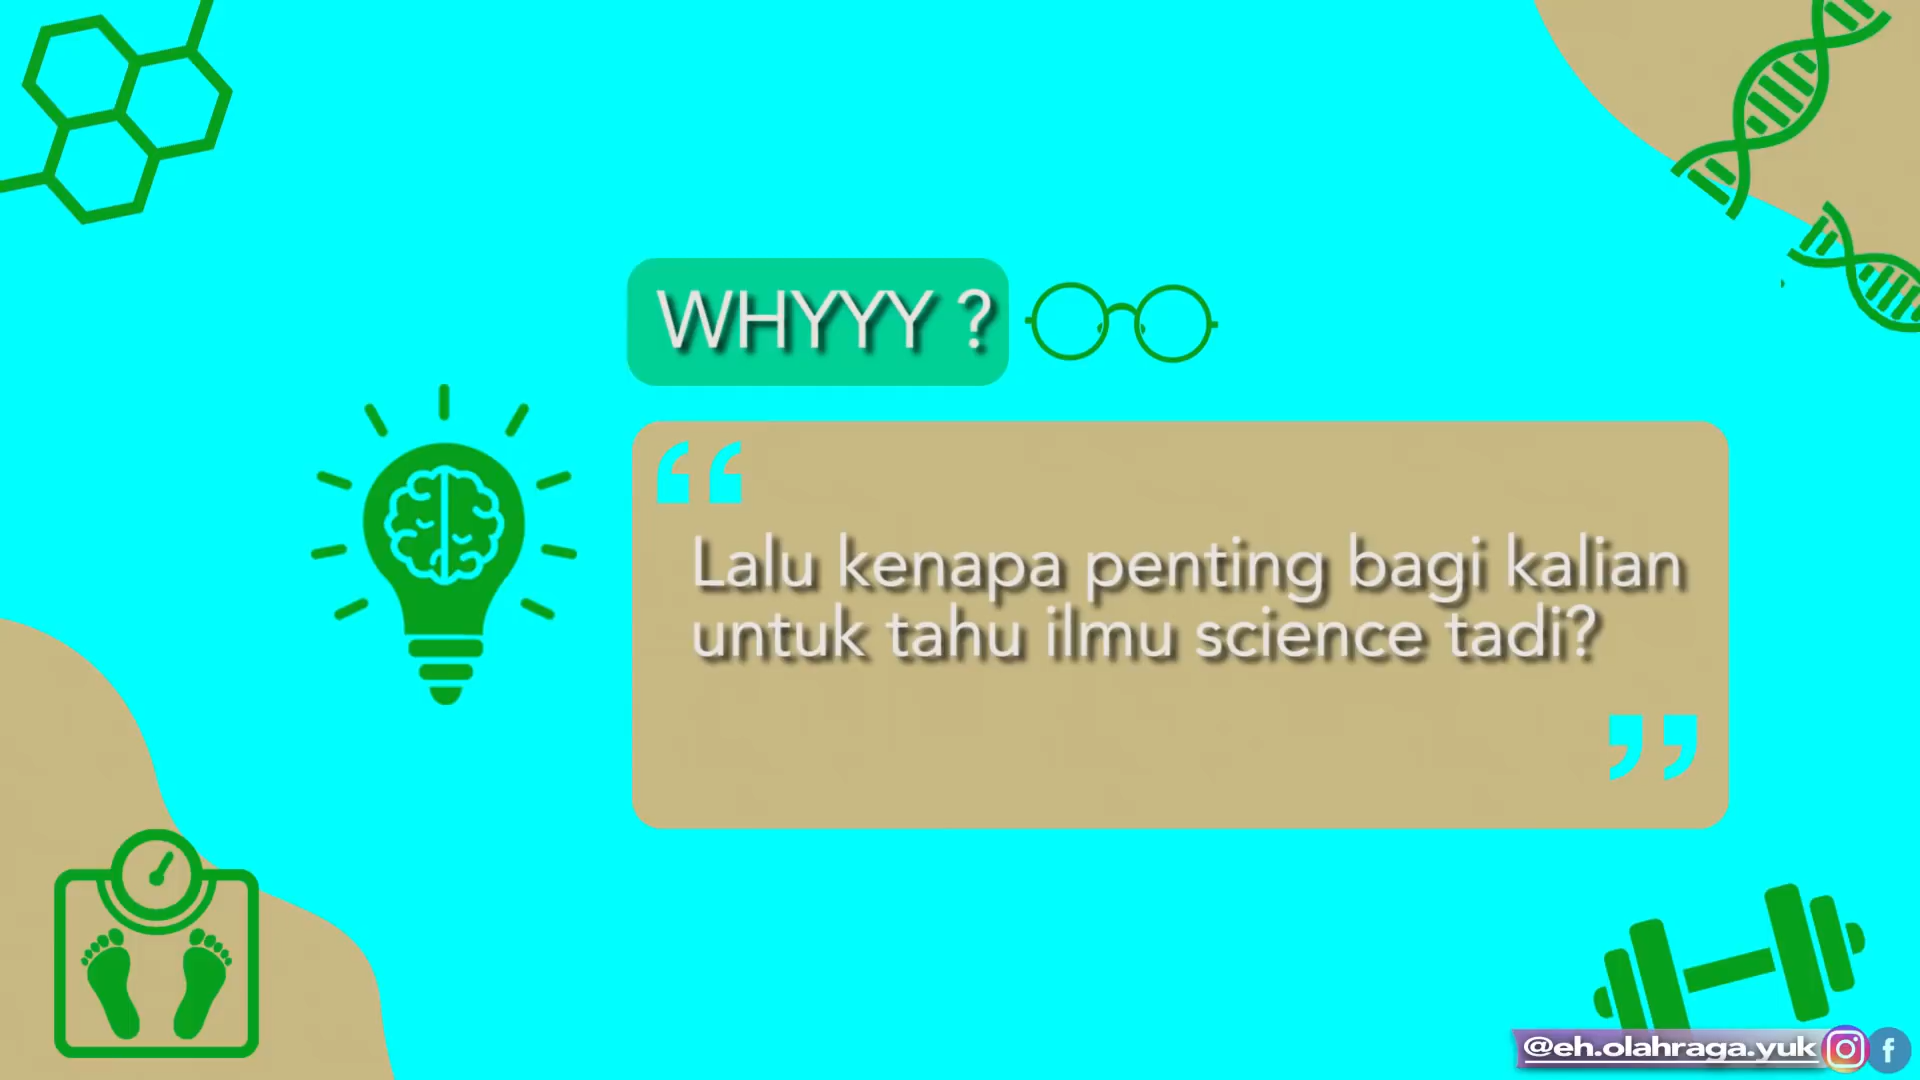 WHYYY ?
“
Lalu kenapa penting bagi kalian
untuk tahu ilmu science tadi?
”
@eh.olahraga.yuk